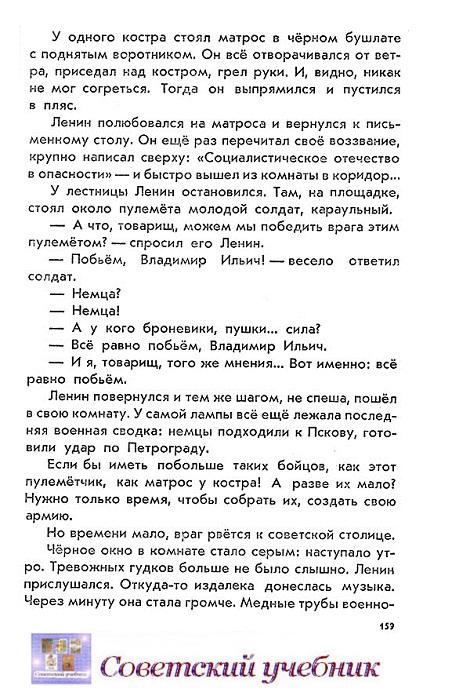 У одного костра стоял матрос в чёрном бушлате
с поднятым воротником. Он всё отворачивался от вет-
ра, приседал над костром, грел руки. И, видно, никак
не мог согреться. Тогда он выпрямился и пустился
в пляс.
Ленин полюбовался на матроса и вернулся к пись-
менному столу. Он ещё раз перечитал своё воззвание,
крупно написал сверху: «Социалистическое отечество
в опасности» — и быстро вышел из комнаты в коридор...
У лестницы Ленин остановился. Там, на площадке,
стоял около пулемёта молодой солдат, караульный.
— А что, товарищ, можем мы победить врага этим
пулемётом? — спросил его Ленин.
— Побьём, Владимир Ильич! — весело ответил
солдат.
— Немца?
— Немца!
— А у кого броневики, пушки... сила?
— Всё равно побьём, Владимир Ильич.
— И я, товарищ, того же мнения... Вот именно: всё
равно побьём.
Ленин повернулся и тем же шагом, не спеша, пошёл
в свою комнату. У самой лампы всё ещё лежала послед-
няя военная сводка: немцы подходили к Пскову, гото-
вили удар по Петрограду.
Если бы иметь побольше таких бойцов, как этот
пулемётчик, как матрос у костра! А разве их мало?
Нужно только время, чтобы собрать их, создать свою
армию.
Но времени мало, враг рвётся к советской столице.
Чёрное окно в комнате стало серым: наступало ут-
ро. Тревожных гудков больше не было слышно. Ленин
прислушался. Откуда-то издалека донеслась музыка.
Через минуту она стала громче. Медные трубы военно-
159
Советский учебник
Советский учебник